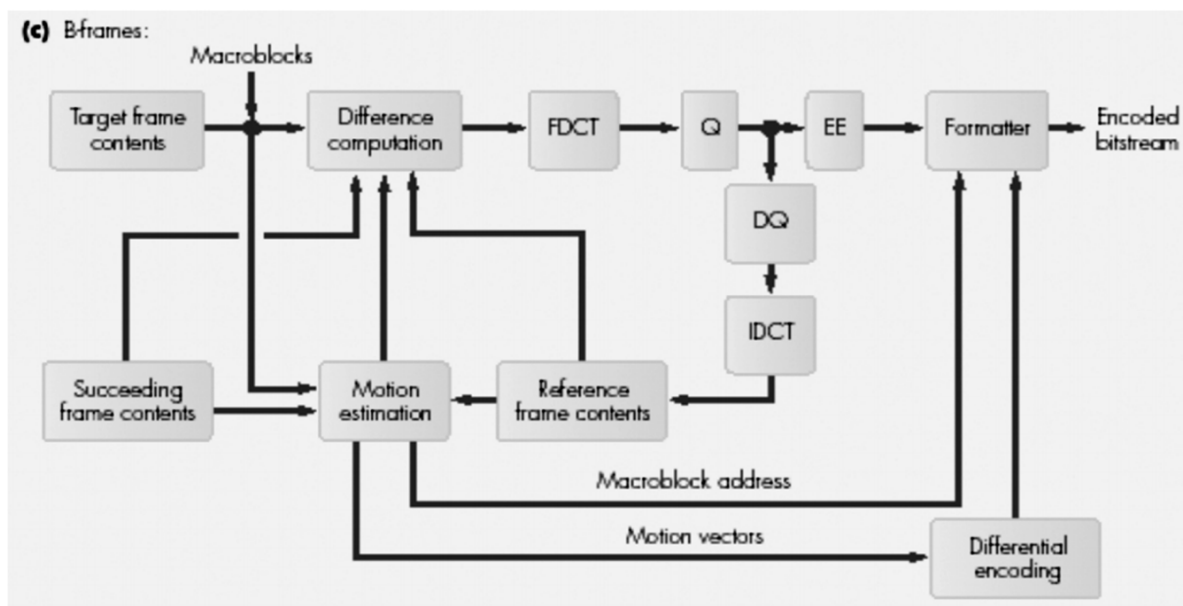 (c) B-frames:
Macroblocks
Target frame
contents
Difference
computation
FDCT
Q
EE
Formatter
Encoded
bitstream
DQ
IDCT
Succeeding
frame contents
Motion
estimation
Reference
frame contents
Macroblock address
Motion vectors
Differential
encoding